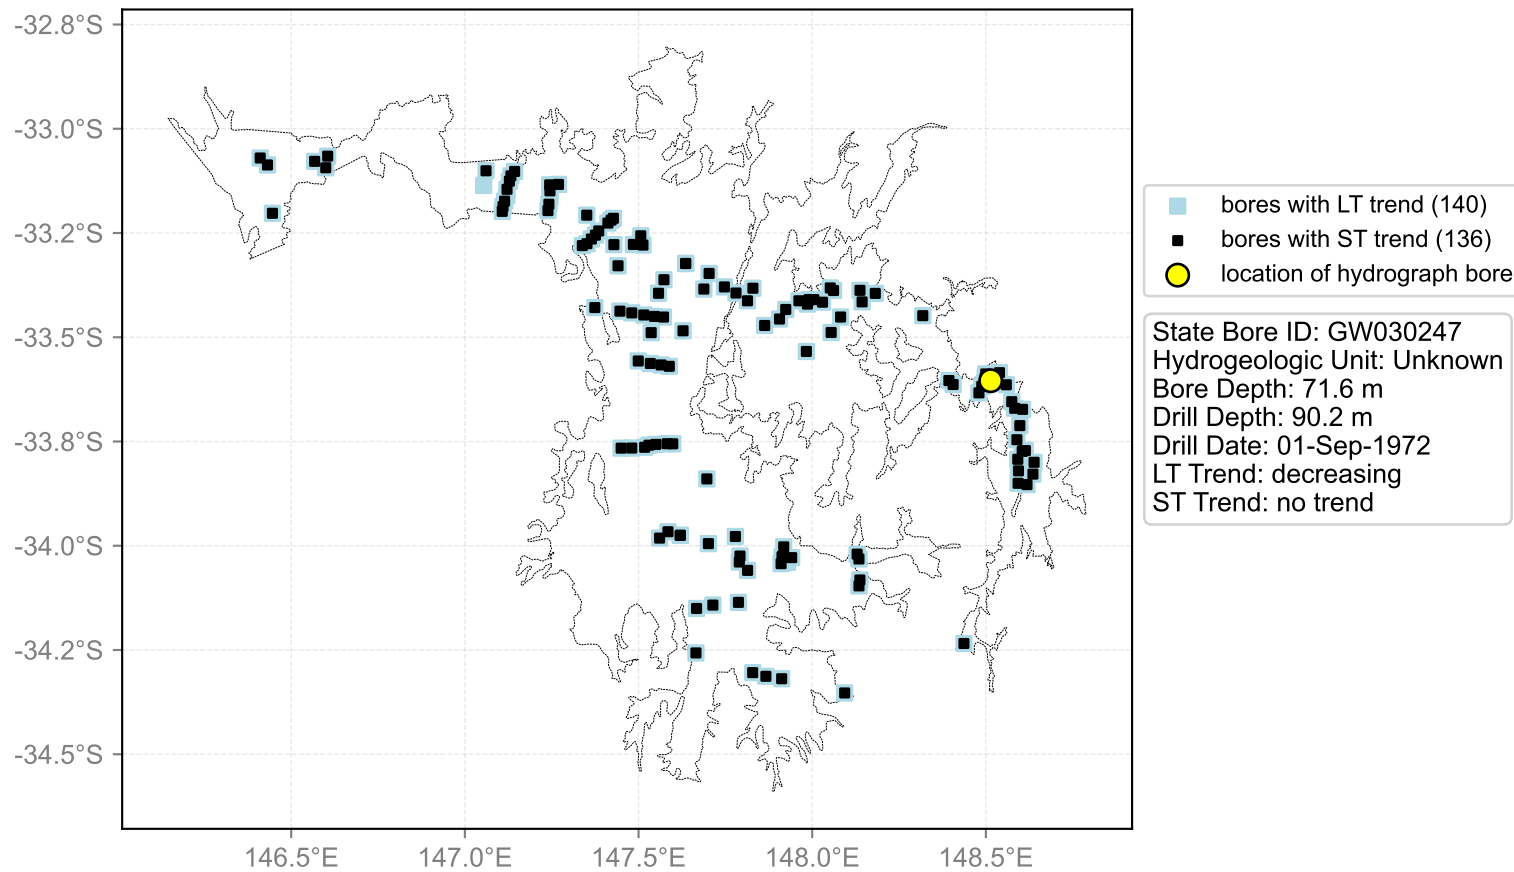 -32.8°S
-33.0°S
-33.2°S
-33.5°S
-33.8°S
-34.0°S
-34.2°S
-34.5°S
146.5°E
147.0°E
147.5°E
148.0°E
148.5°E
bores with LT trend (140)
bores with ST trend (136)
location of hydrograph bore
State Bore ID: GW030247
Hydrogeologic Unit: Unknown
Bore Depth: 71.6 m
Drill Depth: 90.2 m
Drill Date: 01-Sep-1972
LT Trend: decreasing
ST Trend: no trend